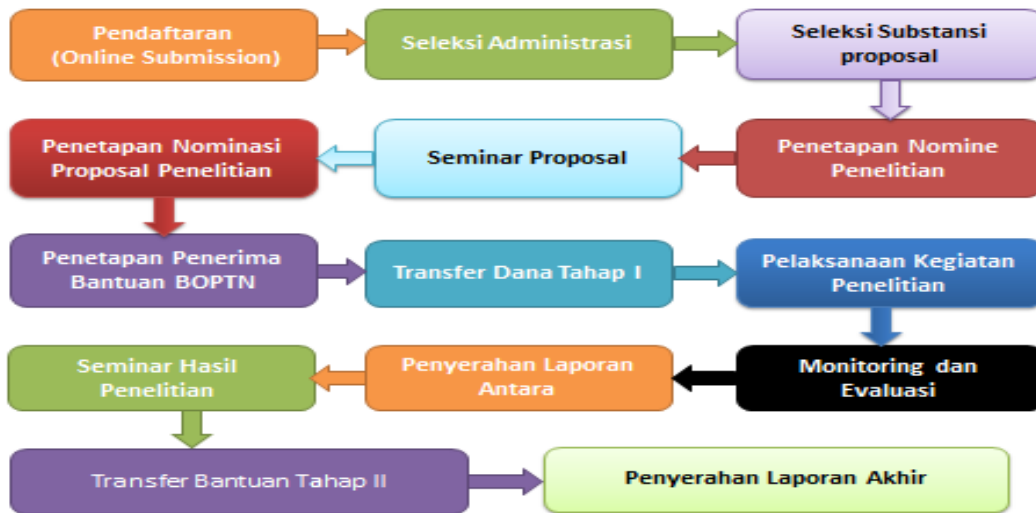 Pendaftaran
(Online Submission)
Seleksi Administrasi
Seleksi Substansi
proposal
Penetapan Nomine
Penelitian
Seminar Proposal
Penetapan Nominasi
Proposal Penelitian
Penetapan Penerima
Bantuan BOPTN
Transfer Dana Tahap I
Pelaksanaan Kegiatan
Penelitian
Monitoring dan
Evaluasi
Penyerahan Laporan
Antara
Seminar Hasil
Penelitian
Transfer Bantuan Tahap II
Penyerahan Laporan Akhir